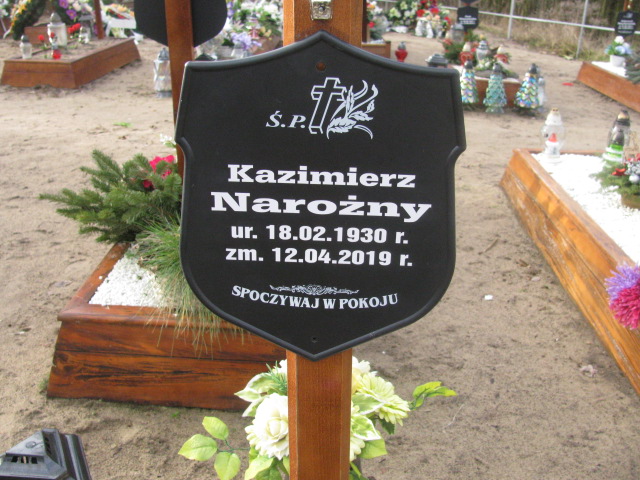 Ś.P.
Kazimierz
Narożny
ur. 18.02.1930 r.
zm. 12.04.2019 r.
SPOCZYWAJ W POKOJU